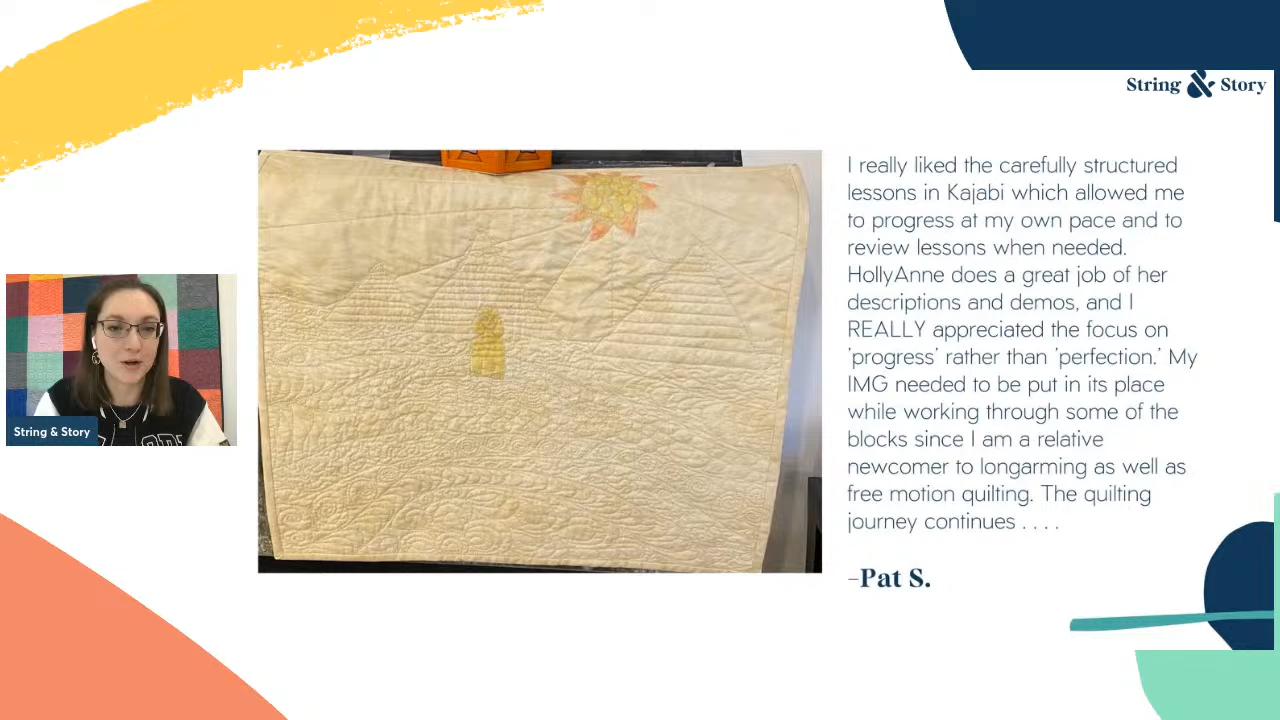 String & Story
I really liked the carefully structured
lessons in Kajabi which allowed me
to progress at my own pace and to
review lessons when needed.
HollyAnne does a great job of her
descriptions and demos, and I
REALLY appreciated the focus on
'progress' rather than 'perfection.' My
IMG needed to be put in its place
while working through some of the
blocks since I am a relative
newcomer to longarming as well as
free motion quilting. The quilting
journey continues . . . .
-Pat S.
String & Story